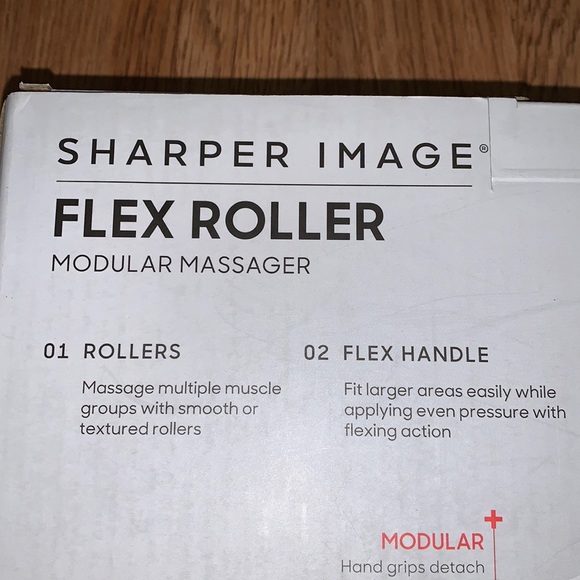 SHARPER IMAGE®
FLEX ROLLER
MODULAR MASSAGER
01 ROLLERS
Massage multiple muscle
groups with smooth or
textured rollers
02 FLEX HANDLE
Fit larger areas easily while
applying even pressure with
flexing action
MODULAR
Hand grips detach